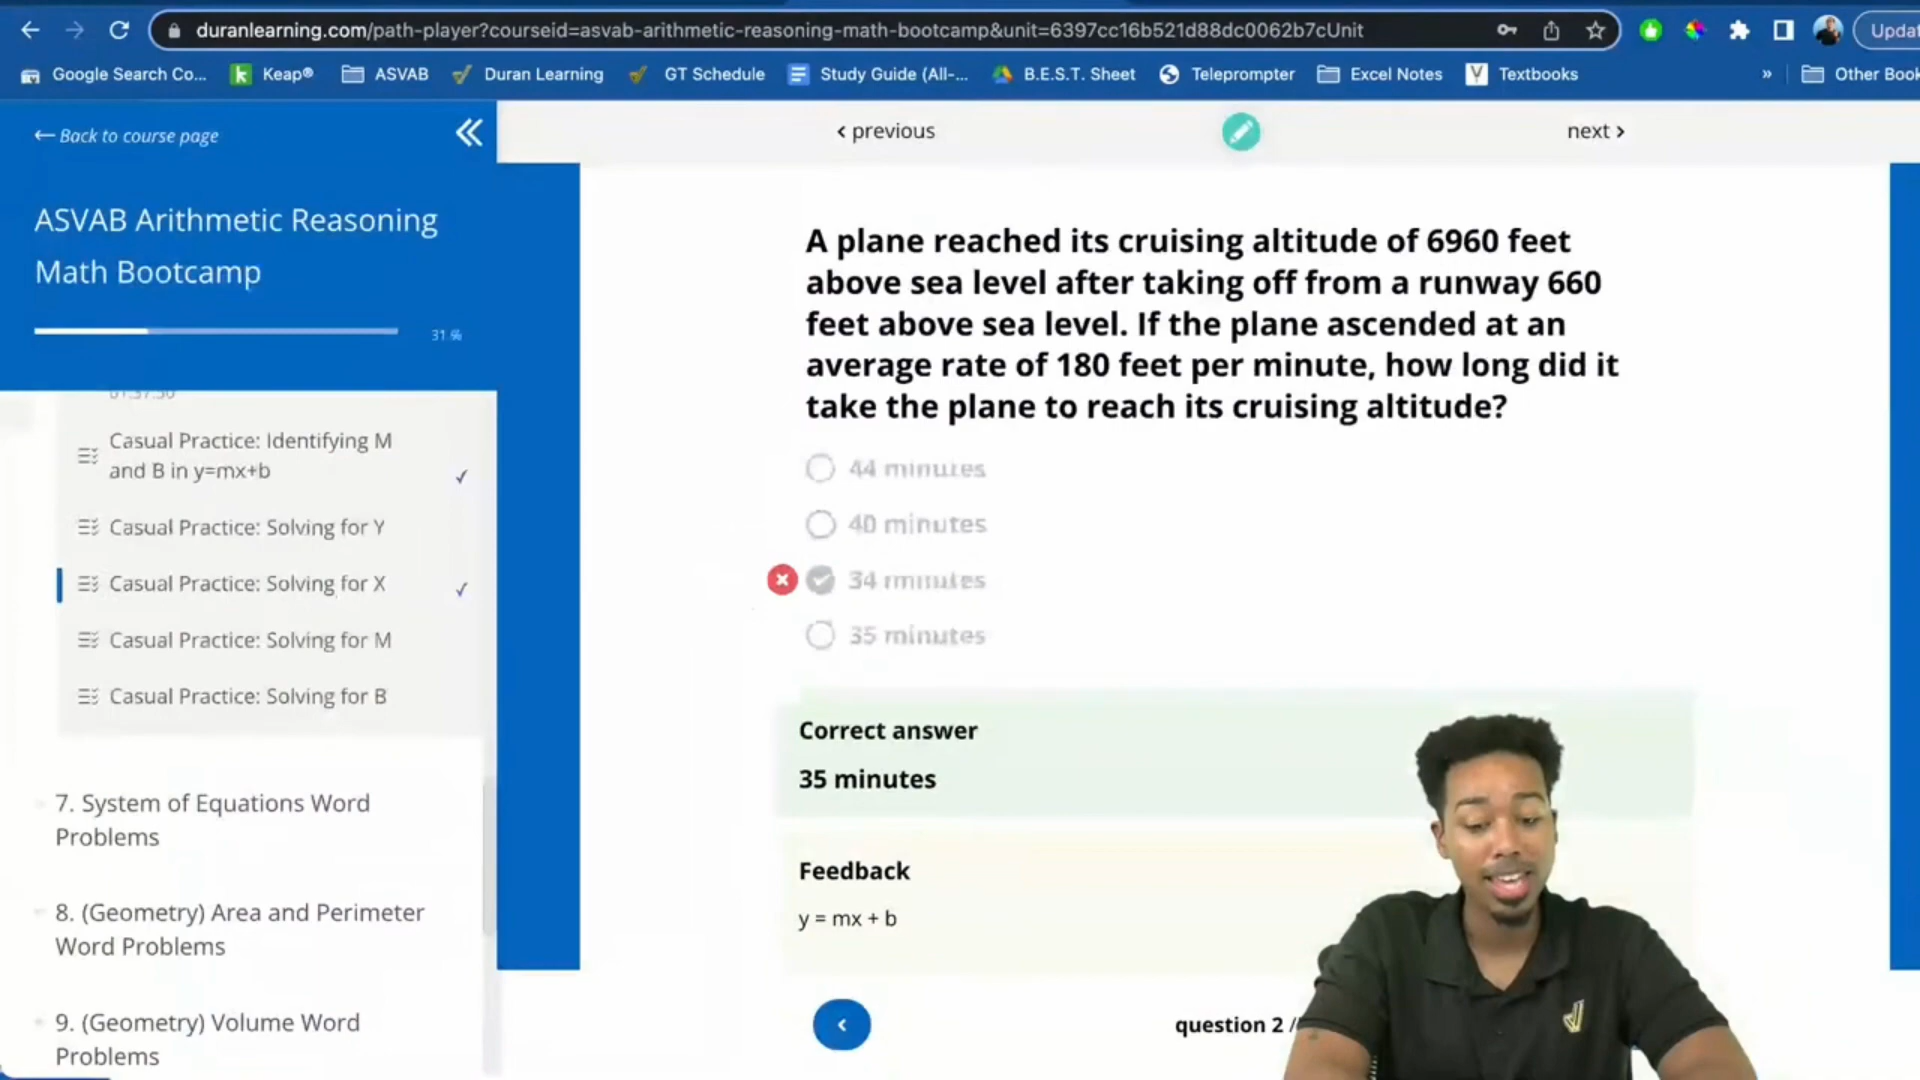 duranlearning.com/path-player?courseid=asvab-arithmetic-reasoning-math-bootcamp&unit=6397cc16b521d88dc0062b7cUnit
Updat
Google Search Co...
Keap®
ASVAB
Duran Learning
GT Schedule
Study Guide (All-...
B.E.S.T. Sheet
Teleprompter
Excel Notes
Textbooks
»
Other Book
← Back to course page
‹ previous
next ›
ASVAB Arithmetic Reasoning
Math Bootcamp
31 %
Casual Practice: Identifying M
and B in y=mx+b
Casual Practice: Solving for Y
Casual Practice: Solving for X
Casual Practice: Solving for M
Casual Practice: Solving for B
7. System of Equations Word
Problems
8. (Geometry) Area and Perimeter
Word Problems
9. (Geometry) Volume Word
Problems
A plane reached its cruising altitude of 6960 feet
above sea level after taking off from a runway 660
feet above sea level. If the plane ascended at an
average rate of 180 feet per minute, how long did it
take the plane to reach its cruising altitude?
44 minutes
40 minutes
34 minutes
35 minutes
Correct answer
35 minutes
Feedback
y = mx + b
question 2 /